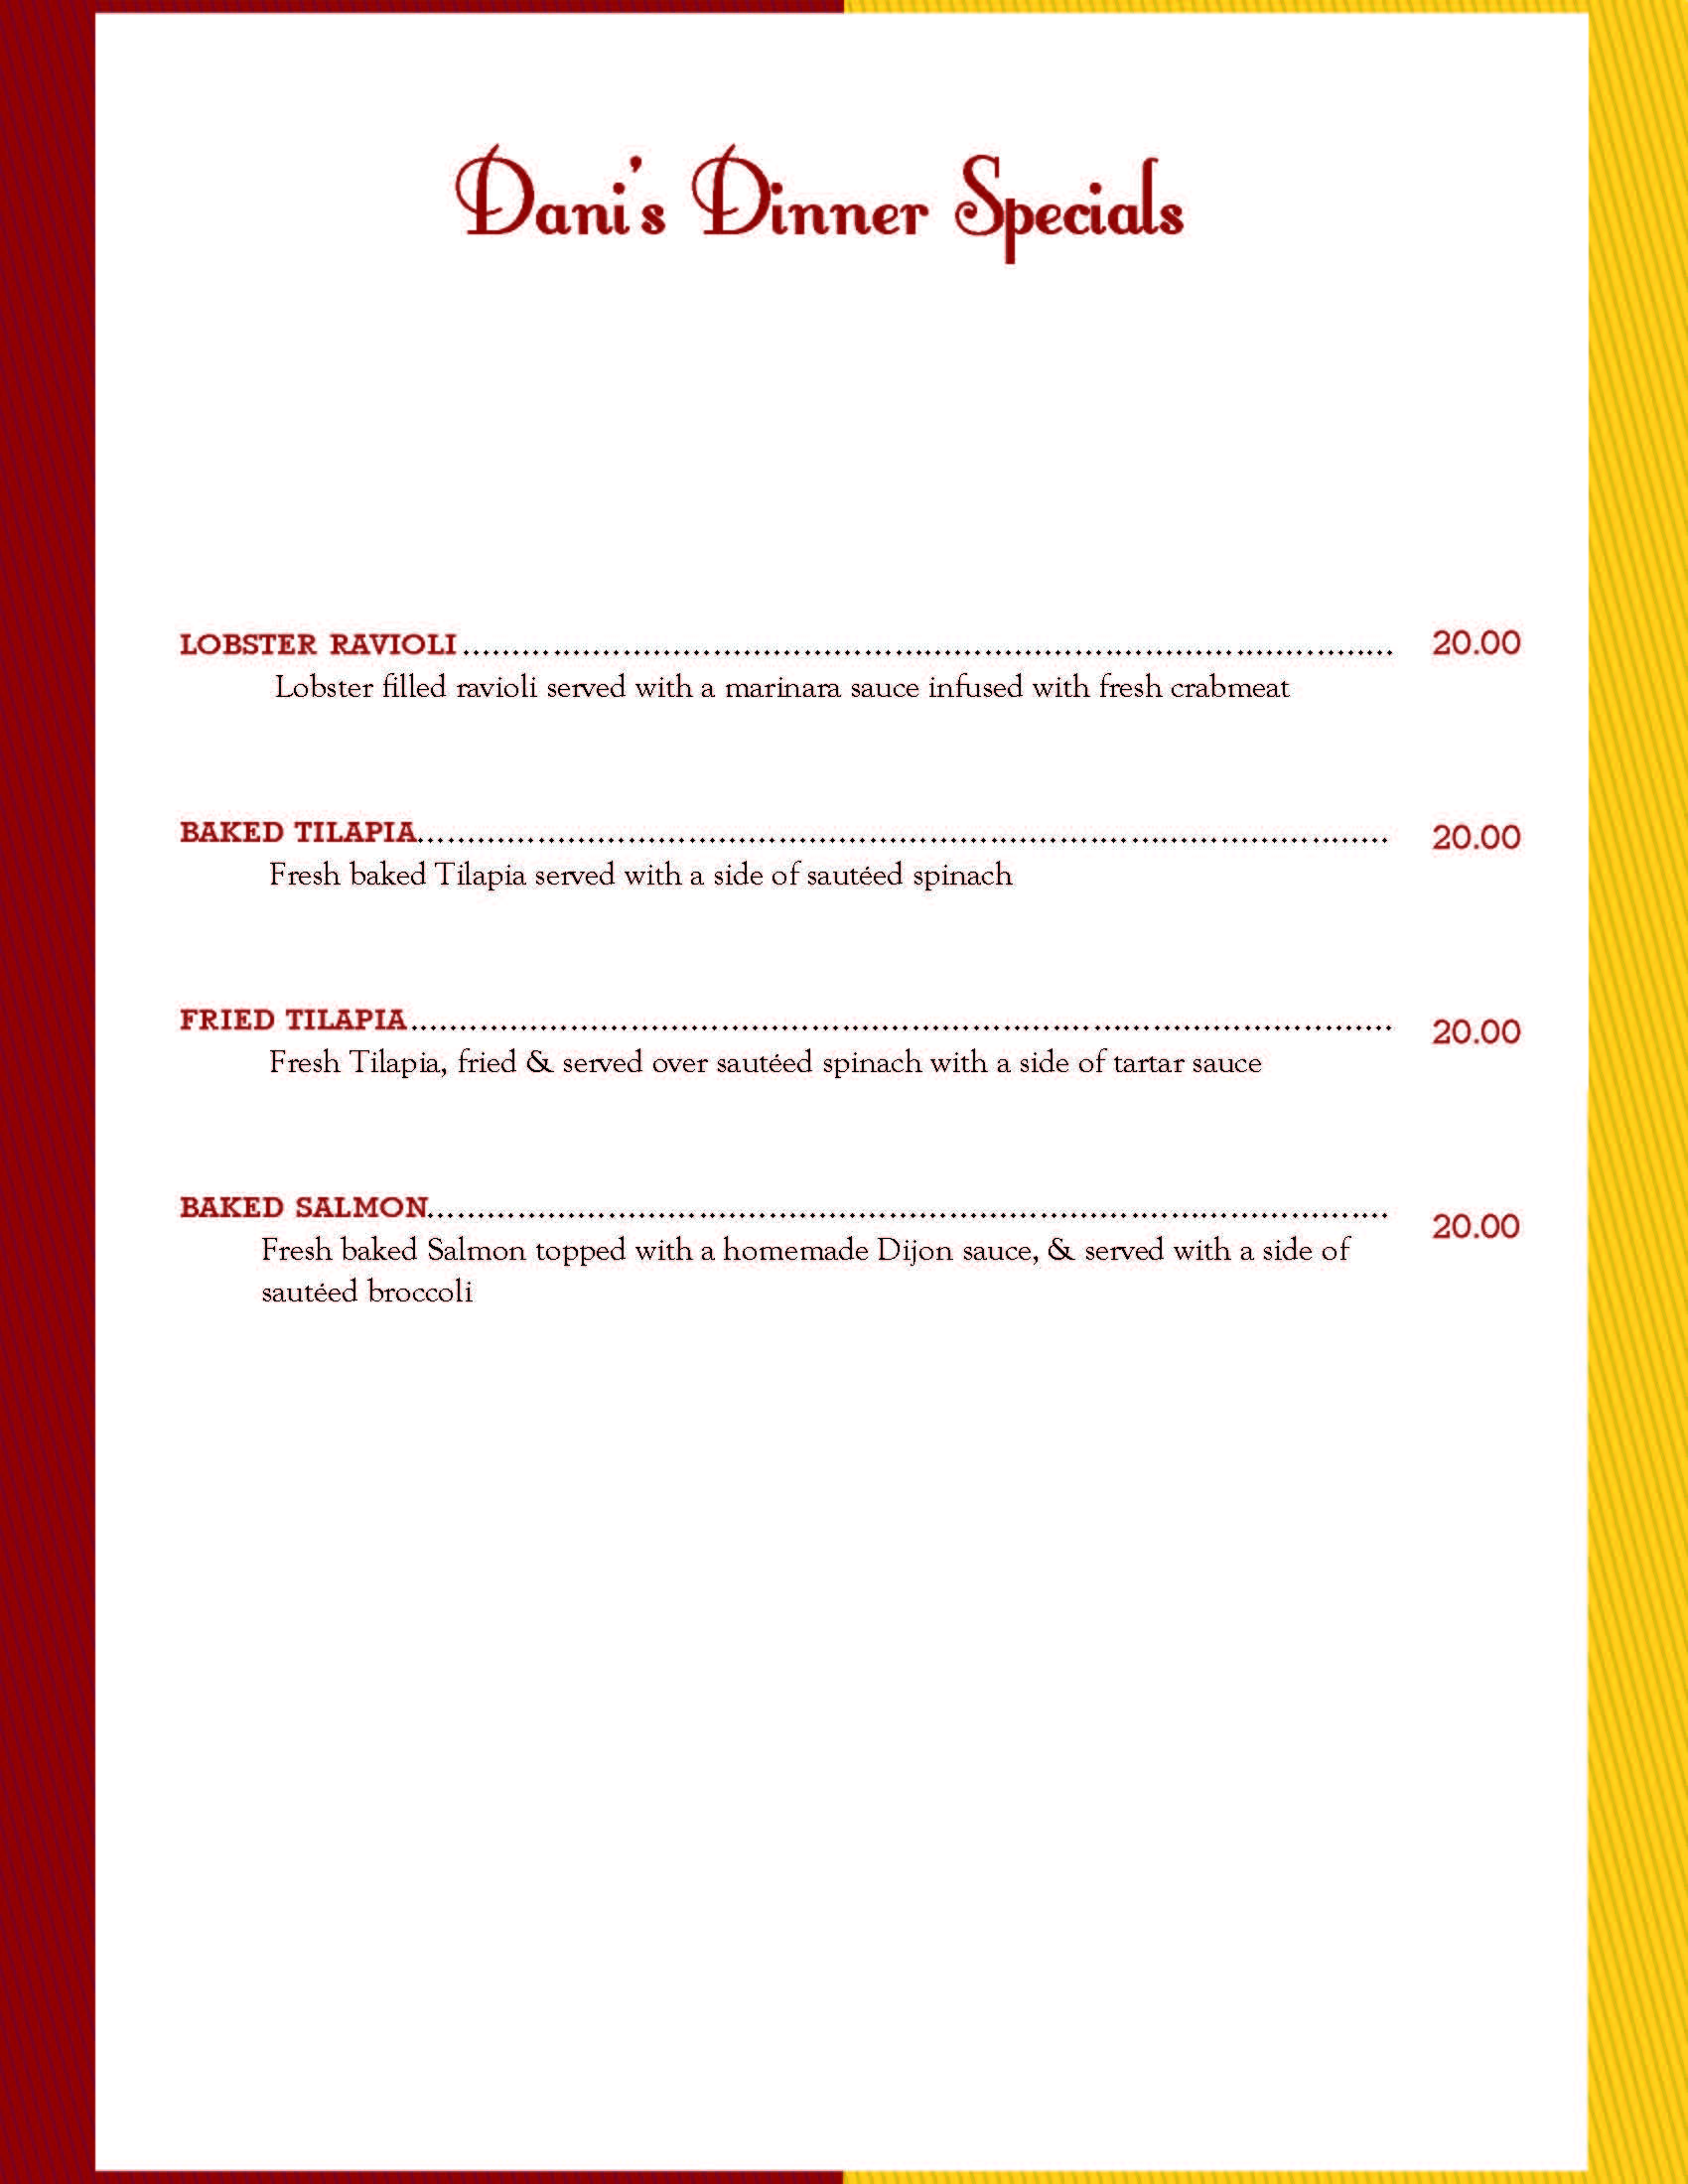 Dani's Dinner Specials
LOBSTER RAVIOLI.......................................................................................... 20.00
Lobster filled ravioli served with a marinara sauce infused with fresh crabmeat
BAKED TILAPIA.............................................................................................. 20.00
Fresh baked Tilapia served with a side of sautéed spinach
FRIED TILAPIA............................................................................................... 20.00
Fresh Tilapia, fried & served over sautéed spinach with a side of tartar sauce
BAKED SALMON............................................................................................. 20.00
Fresh baked Salmon topped with a homemade Dijon sauce, & served with a side of
sautéed broccoli